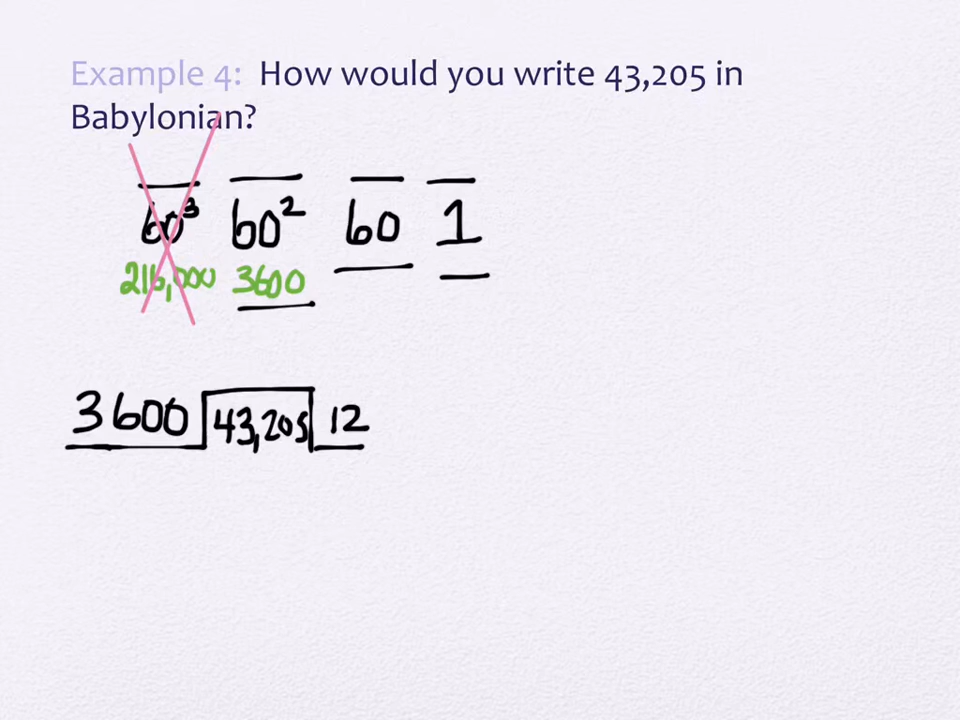 Example 4: How would you write 43,205 in
Babylonian?
60³ 60² 60 1
216,000 3600
3600 43,205 12